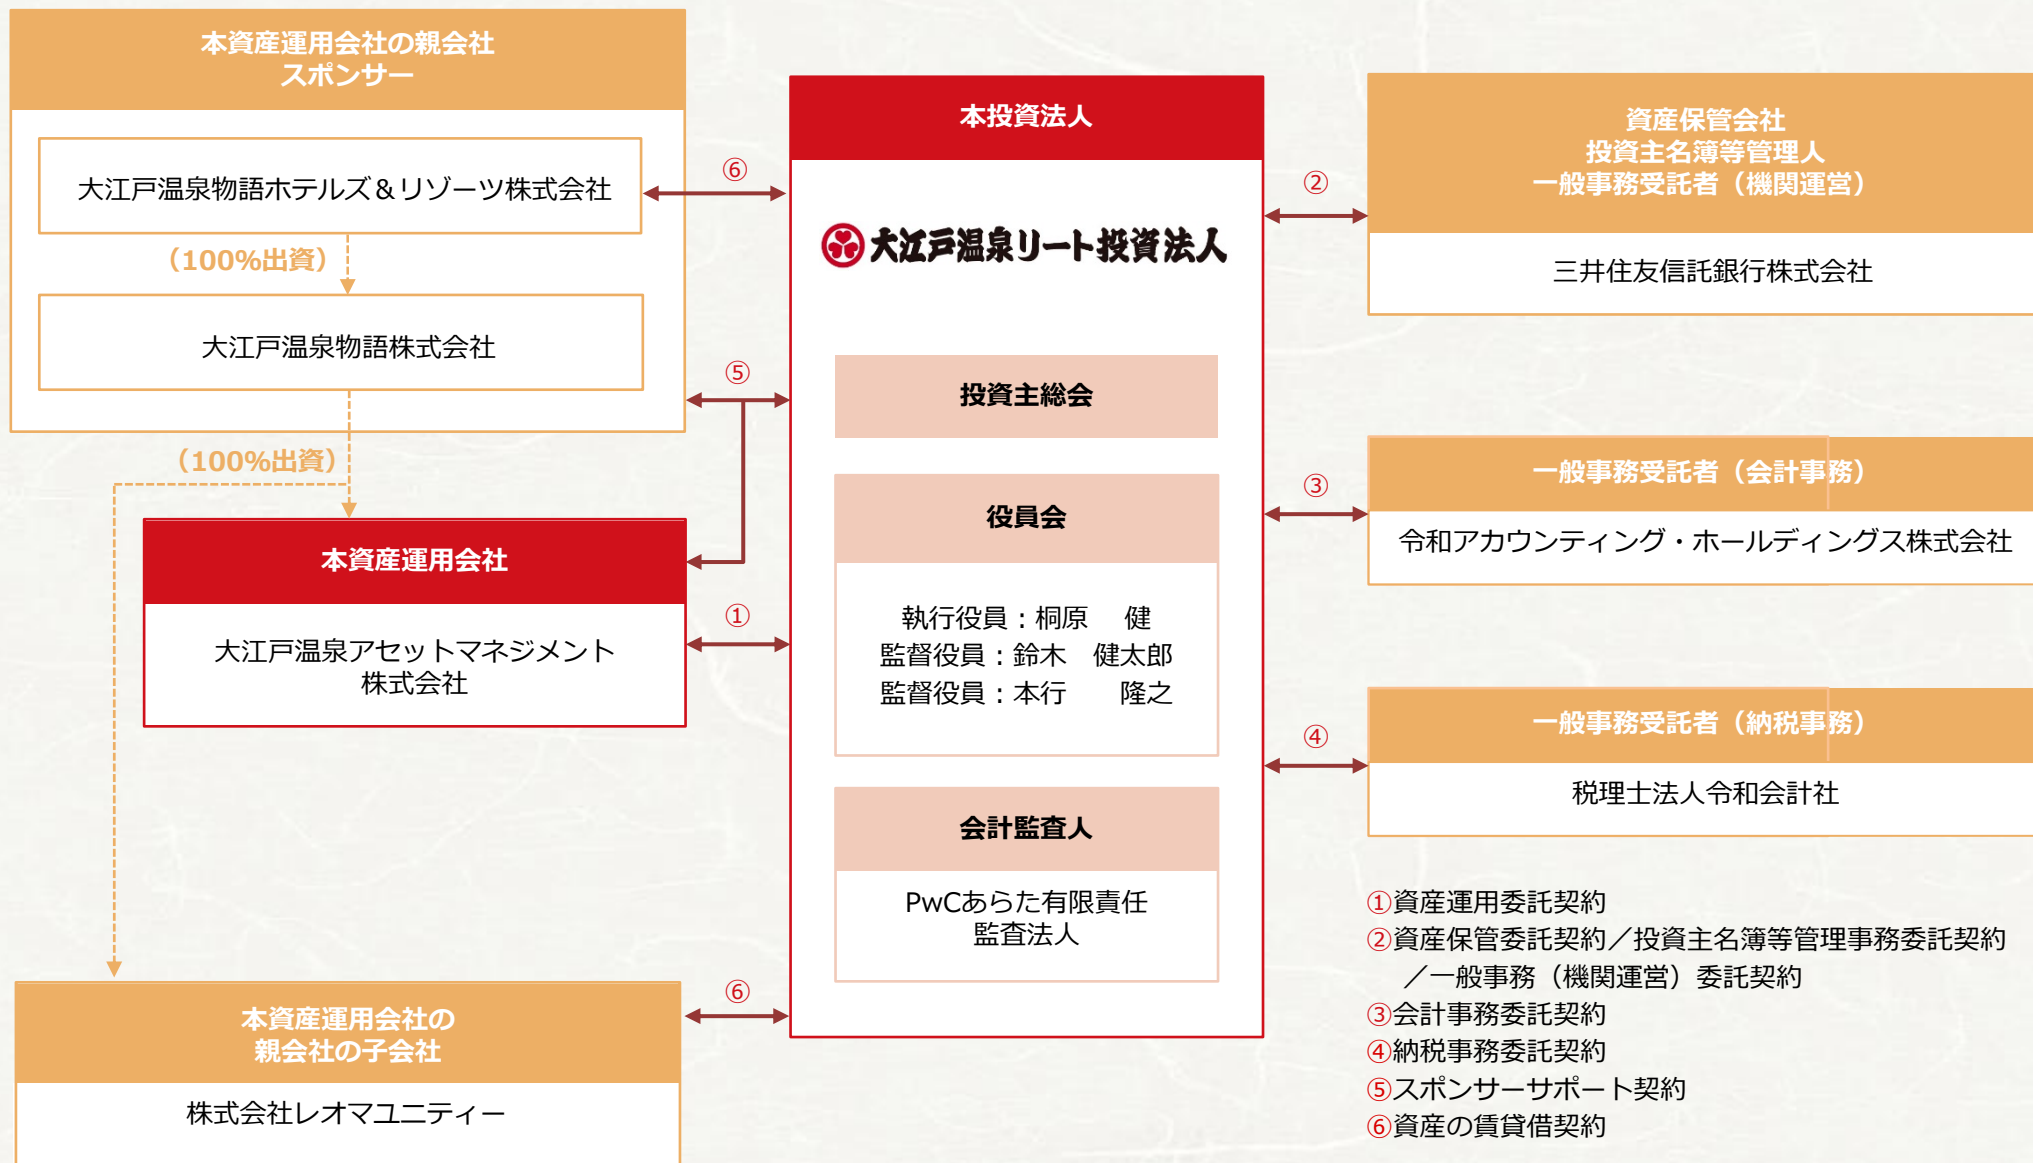 本資産運用会社の親会社
スポンサー
大江戸温泉物語ホテルズ＆リゾーツ株式会社
（100%出資）
大江戸温泉物語株式会社
（100%出資）
本資産運用会社
大江戸温泉アセットマネジメント
株式会社
本資産運用会社の
親会社の子会社
株式会社レオマユニティー
⑥
⑤
①
⑥
本投資法人
大江戸温泉リート投資法人
投資主総会
役員会
執行役員：桐原　健
監督役員：鈴木　健太郎
監督役員：本行　　隆之
会計監査人
PwCあらた有限責任
監査法人
②
③
④
資産保管会社
投資主名簿等管理人
一般事務受託者（機関運営）
三井住友信託銀行株式会社
一般事務受託者（会計事務）
令和アカウンティング・ホールディングス株式会社
一般事務受託者（納税事務）
税理士法人令和会計社
①資産運用委託契約
②資産保管委託契約／投資主名簿等管理事務委託契約
／一般事務（機関運営）委託契約
③会計事務委託契約
④納税事務委託契約
⑤スポンサーサポート契約
⑥資産の賃貸借契約